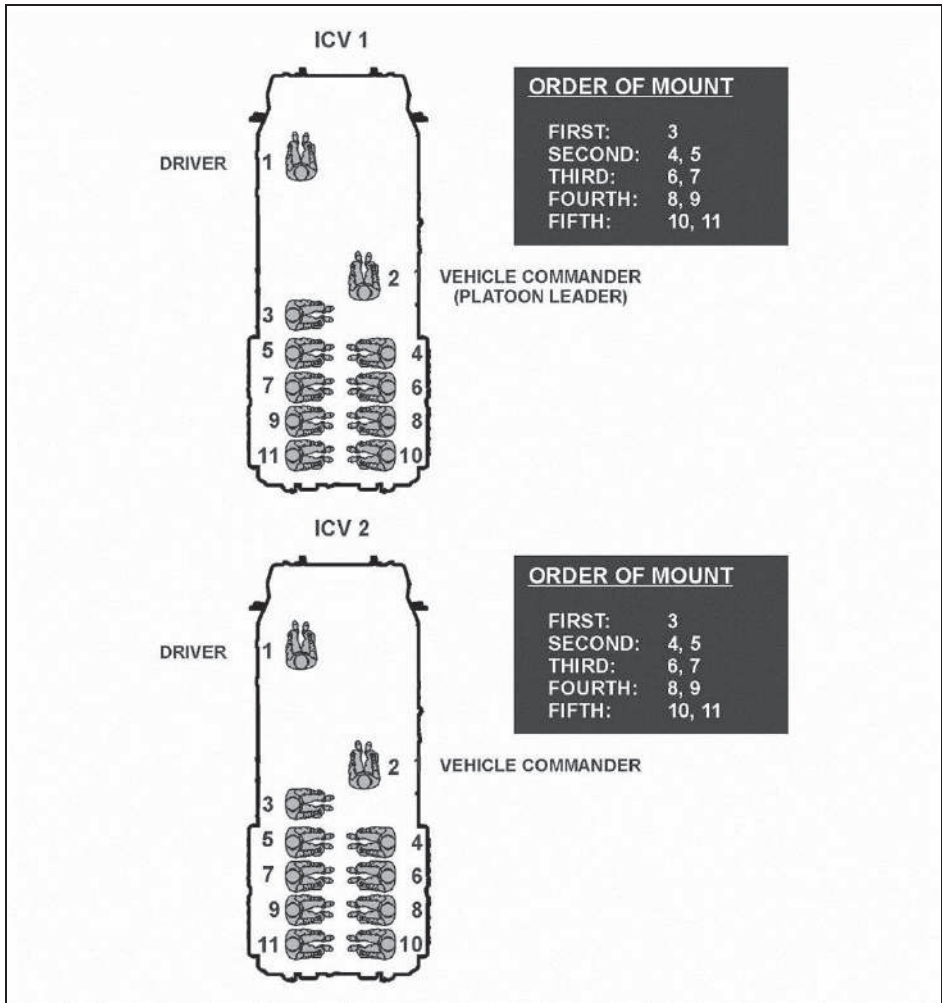 ICV 1
ORDER OF MOUNT
FIRST: 3
SECOND: 4, 5
THIRD: 6, 7
FOURTH: 8, 9
FIFTH: 10, 11
DRIVER 1
2 VEHICLE COMMANDER
(PLATOON LEADER)
3
5 4
7 6
9 8
11 10
ICV 2
ORDER OF MOUNT
FIRST: 3
SECOND: 4, 5
THIRD: 6, 7
FOURTH: 8, 9
FIFTH: 10, 11
DRIVER 1
2 VEHICLE COMMANDER
3
5 4
7 6
9 8
11 10